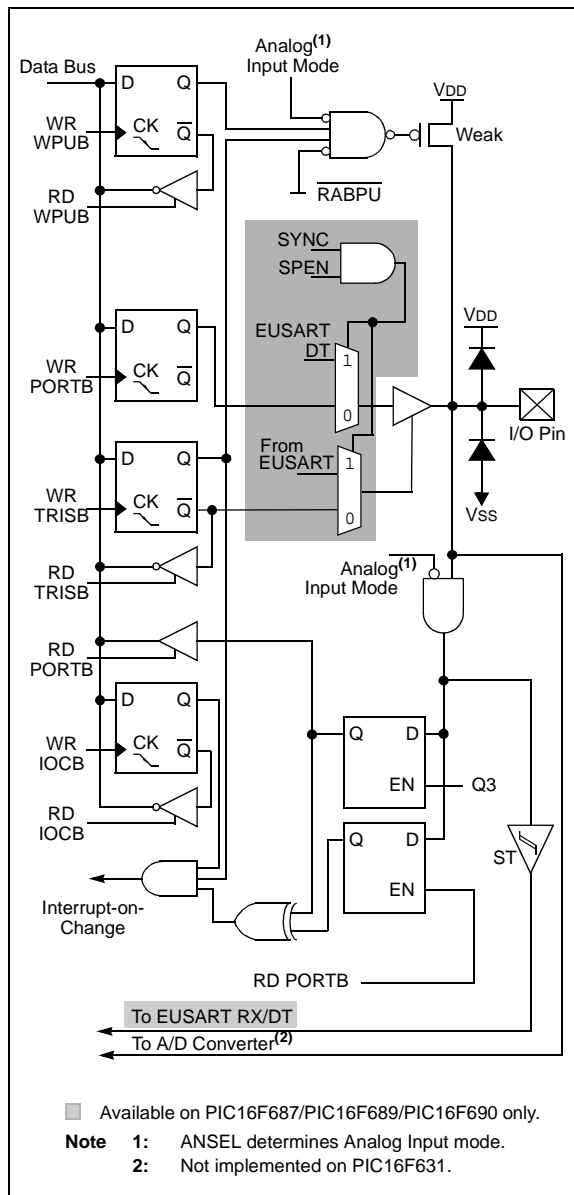 Analog(1)
Input Mode
Data Bus
D Q
VDD
WR
WPUB
CK Q
Weak
RD
WPUB
RABPU
SYNC
SPEN
D Q
EUSART
DT
1
VDD
WR
PORTB
CK Q
0
I/O Pin
From
EUSART
1
D Q
WR
TRISB
CK Q
0
VSS
Analog(1)
Input Mode
RD
TRISB
RD
PORTB
D Q
WR
IOCB
CK Q
Q D
EN
Q3
RD
IOCB
Q D
EN
ST
Interrupt-on-
Change
RD PORTB
To EUSART RX/DT
To A/D Converter(2)
Available on PIC16F687/PIC16F689/PIC16F690 only.
Note 1: ANSEL determines Analog Input mode.
2: Not implemented on PIC16F631.